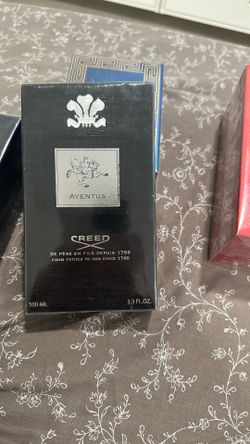 AVENTUS
CREED
DE PÈRE EN FILS DEPUIS 1760
FROM FATHER TO SON SINCE 1760
100 ML
3.3 FL.OZ.